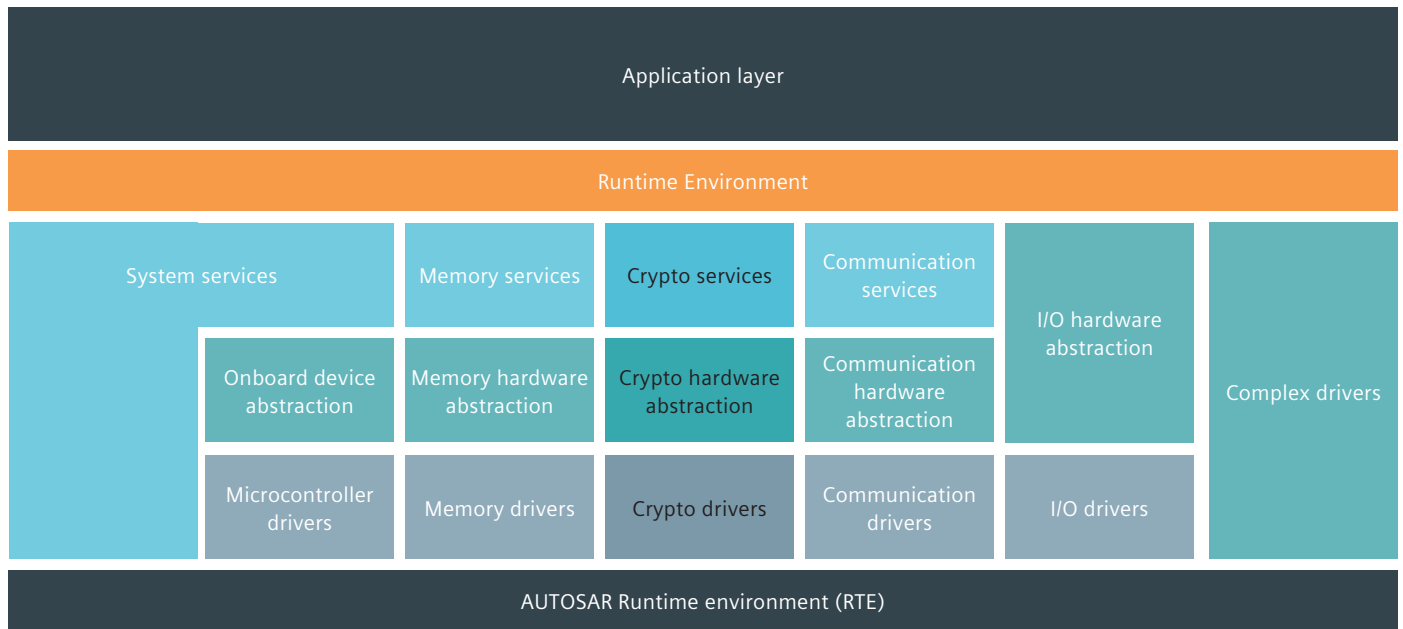 Application layer
Runtime Environment
System services
Memory services
Crypto services
Communication
services
I/O hardware
abstraction
Onboard device
abstraction
Memory hardware
abstraction
Crypto hardware
abstraction
Communication
hardware
abstraction
Complex drivers
Microcontroller
drivers
Memory drivers
Crypto drivers
Communication
drivers
I/O drivers
AUTOSAR Runtime environment (RTE)